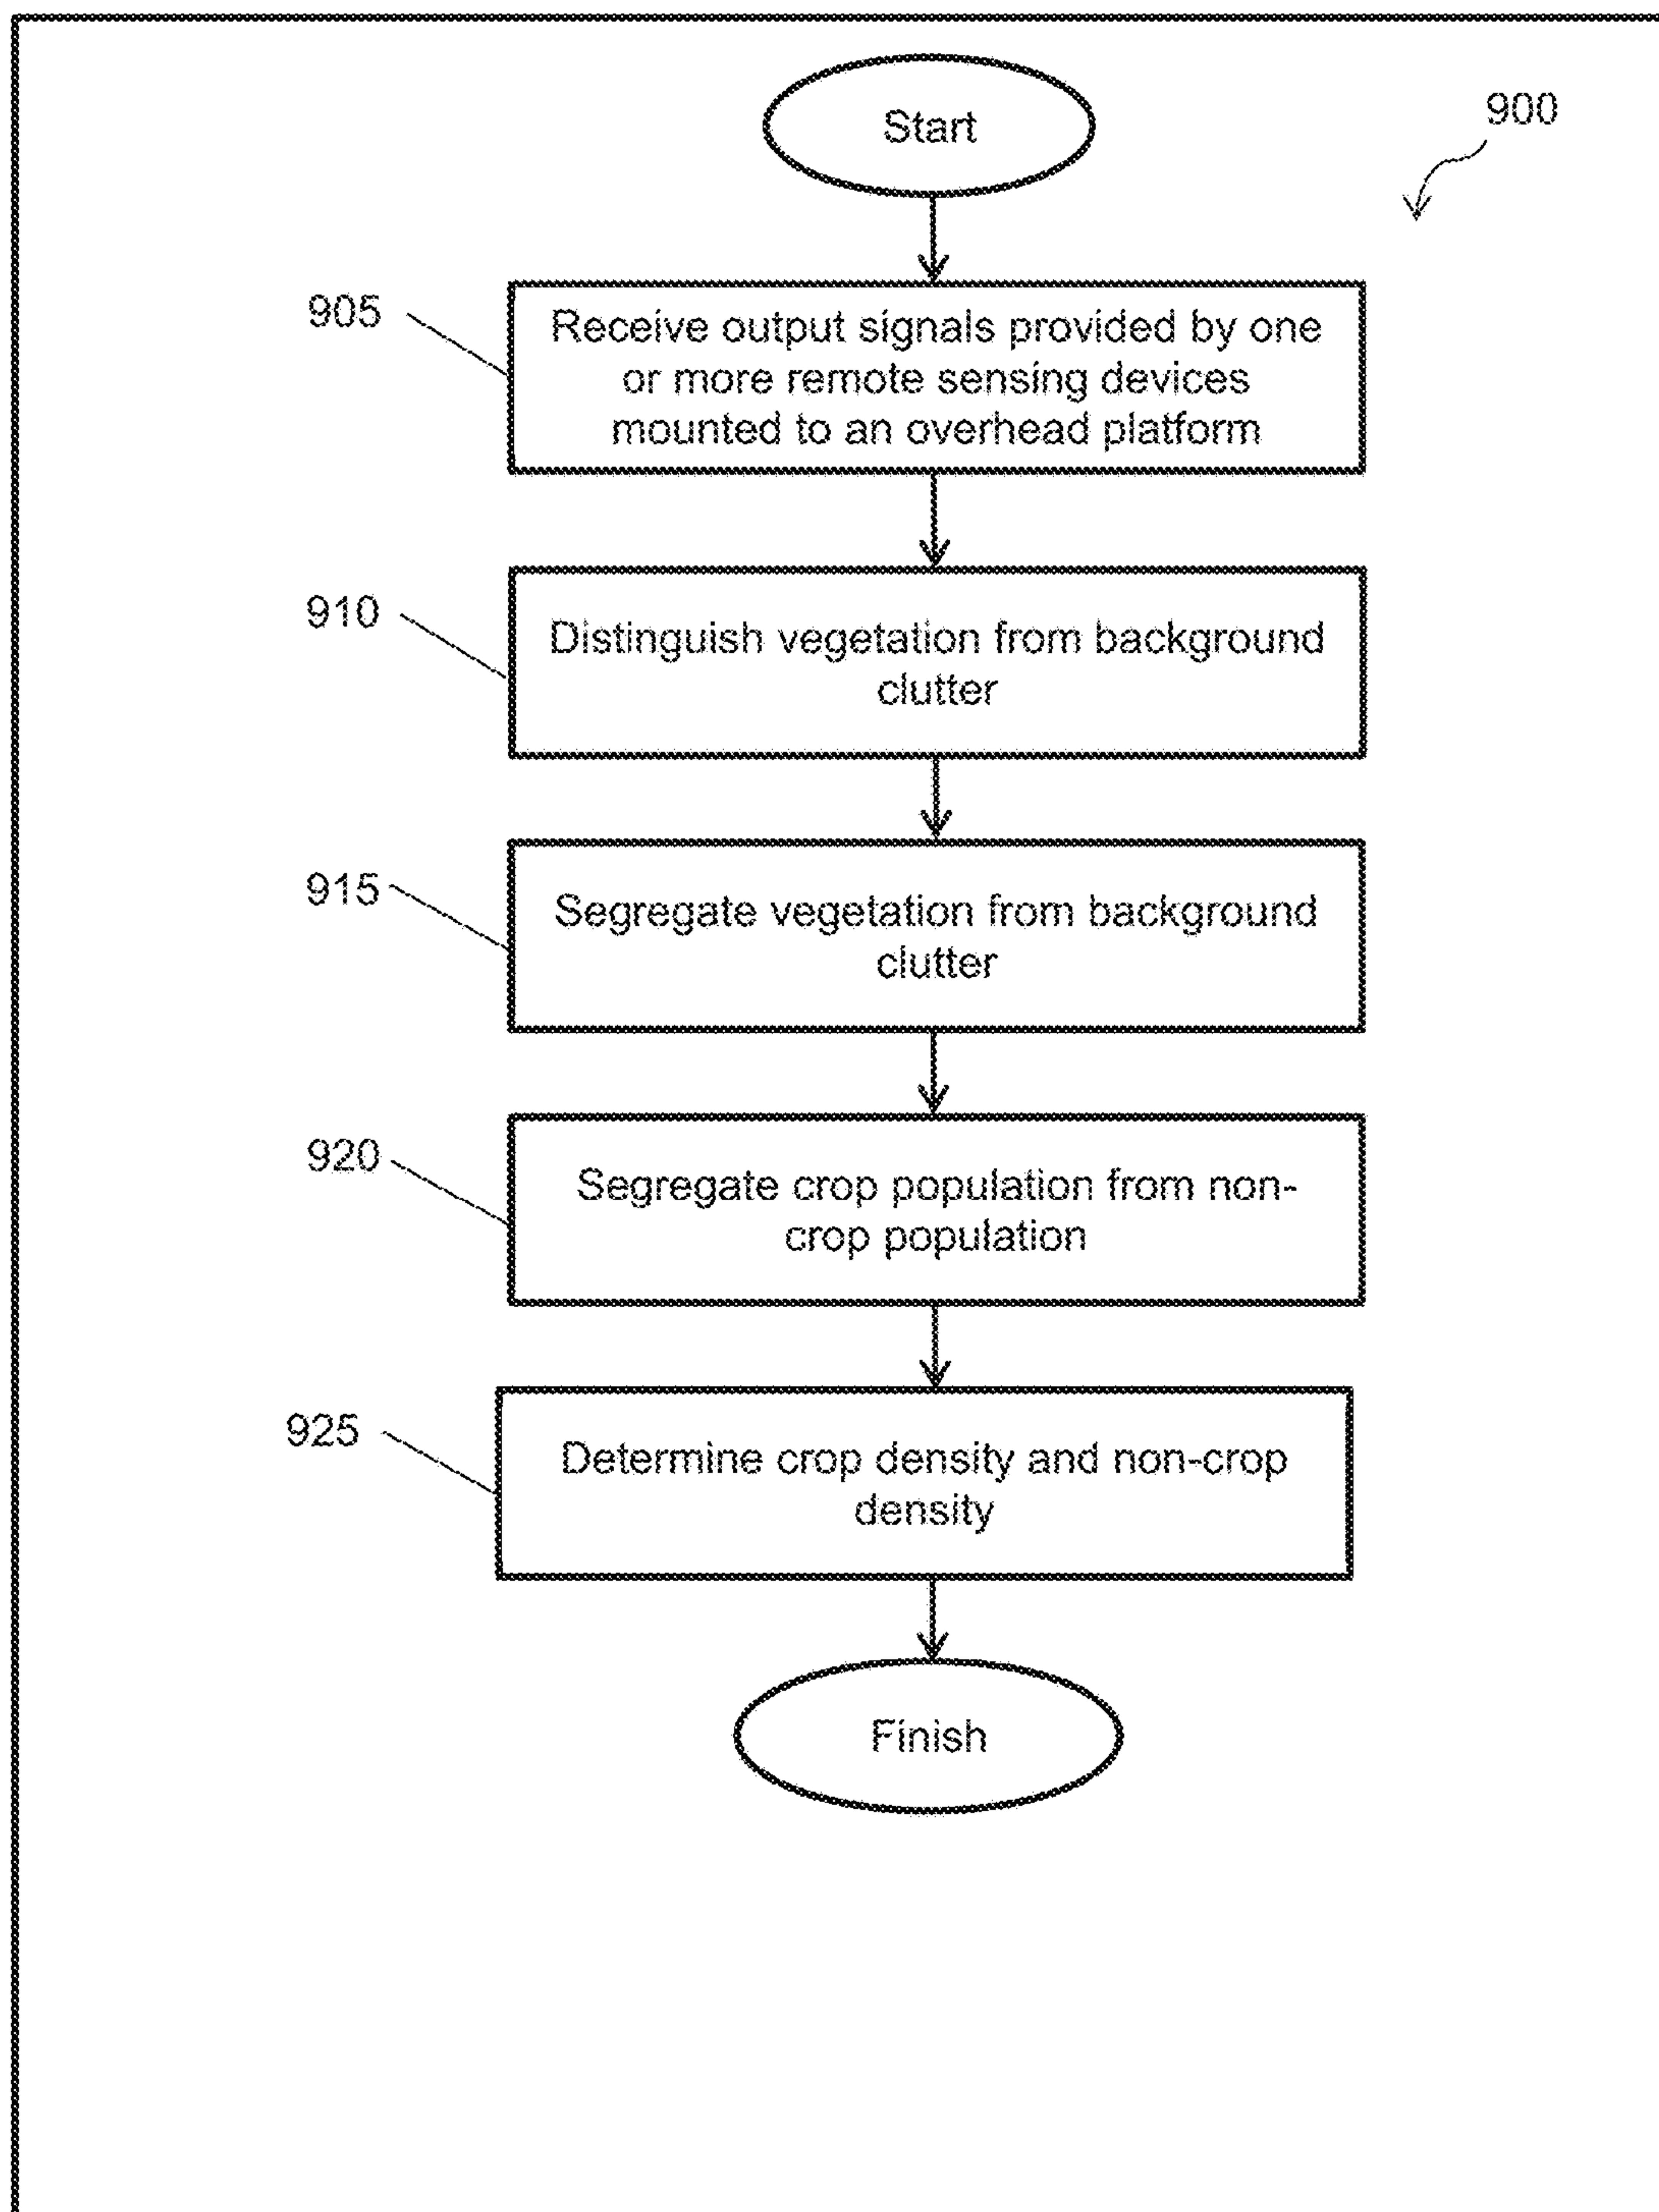 Start
900
905
Receive output signals provided by one
or more remote sensing devices
mounted to an overhead platform
910
Distinguish vegetation from background
clutter
915
Segregate vegetation from background
clutter
920
Segregate crop population from non-
crop population
925
Determine crop density and non-crop
density
Finish